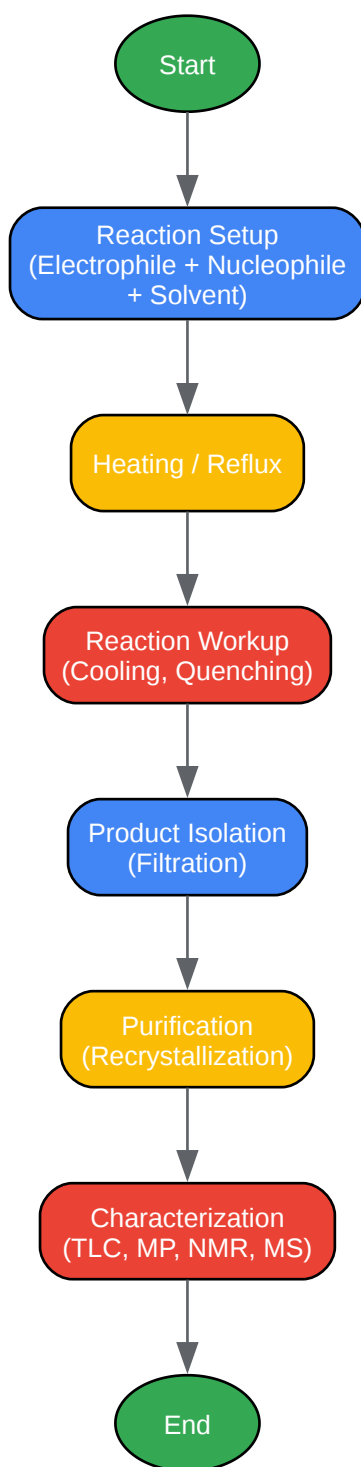 Start
Reaction Setup
(Electrophile + Nucleophile
+ Solvent)
Heating / Reflux
Reaction Workup
(Cooling, Quenching)
Product Isolation
(Filtration)
Purification
(Recrystallization)
Characterization
(TLC, MP, NMR, MS)
End